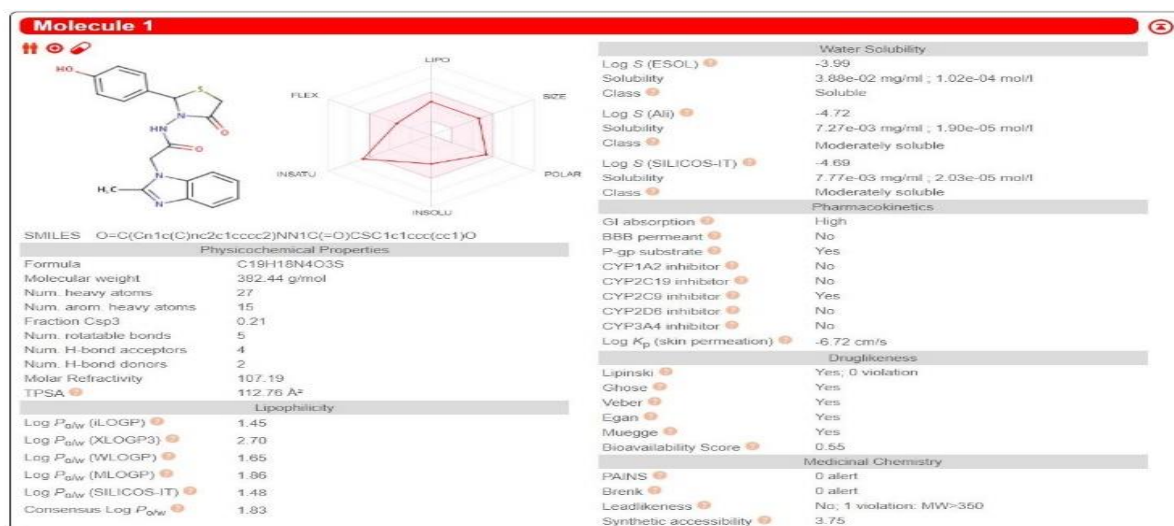 Molecule 1
HO
S
N
O
HN
O
N
H₃C
N
LIPO
FLEX
SIZE
INSATU
POLAR
INSOLU
SMILES O=C(Cn1c(C)nc2c1cccc2)NN1C(=O)CSC1c1ccc(cc1)O
Physicochemical Properties
Formula C19H18N4O3S
Molecular weight 382.44 g/mol
Num. heavy atoms 27
Num. arom. heavy atoms 15
Fraction Csp3 0.21
Num. rotatable bonds 5
Num. H-bond acceptors 4
Num. H-bond donors 2
Molar Refractivity 107.19
TPSA ? 112.76 Å²
Lipophilicity
Log Po/w (iLOGP) ? 1.45
Log Po/w (XLOGP3) ? 2.70
Log Po/w (WLOGP) ? 1.65
Log Po/w (MLOGP) ? 1.86
Log Po/w (SILICOS-IT) ? 1.48
Consensus Log Po/w ? 1.83
Water Solubility
Log S (ESOL) ? -3.99
Solubility 3.88e-02 mg/ml ; 1.02e-04 mol/l
Class ? Soluble
Log S (Ali) ? -4.72
Solubility 7.27e-03 mg/ml ; 1.90e-05 mol/l
Class ? Moderately soluble
Log S (SILICOS-IT) ? -4.69
Solubility 7.77e-03 mg/ml ; 2.03e-05 mol/l
Class ? Moderately soluble
Pharmacokinetics
GI absorption ? High
BBB permeant ? No
P-gp substrate ? Yes
CYP1A2 inhibitor ? No
CYP2C19 inhibitor ? No
CYP2C9 inhibitor ? Yes
CYP2D6 inhibitor ? No
CYP3A4 inhibitor ? No
Log Kp (skin permeation) ? -6.72 cm/s
Druglikeness
Lipinski ? Yes; 0 violation
Ghose ? Yes
Veber ? Yes
Egan ? Yes
Muegge ? Yes
Bioavailability Score ? 0.55
Medicinal Chemistry
PAINS ? 0 alert
Brenk ? 0 alert
Leadlikeness ? No; 1 violation: MW>350
Synthetic accessibility ? 3.75